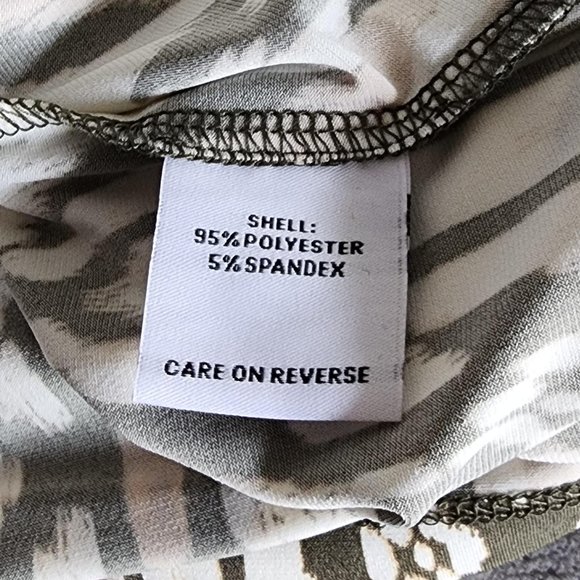 SHELL:
95% POLYESTER
5% SPANDEX
CARE ON REVERSE